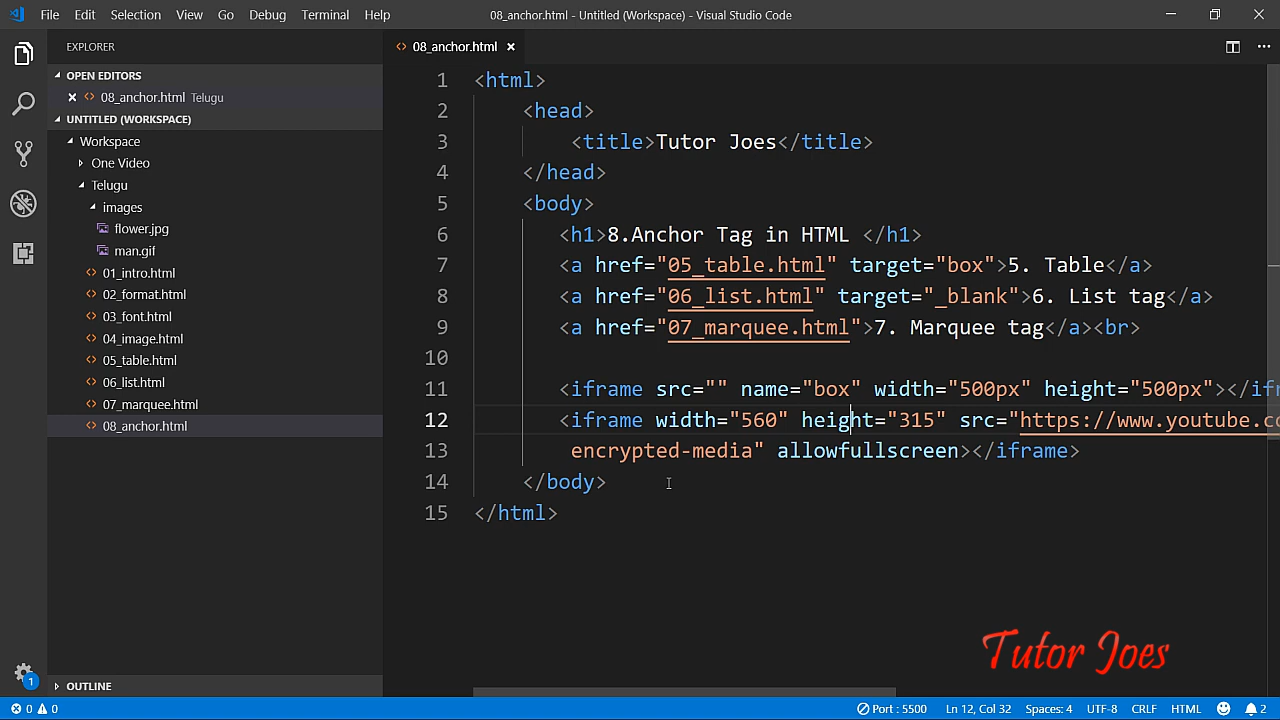 File Edit Selection View Go Debug Terminal Help
08_anchor.html - Untitled (Workspace) - Visual Studio Code
EXPLORER
OPEN EDITORS
08_anchor.html Telugu
UNTITLED (WORKSPACE)
Workspace
One Video
Telugu
images
flower.jpg
man.gif
01_intro.html
02_format.html
03_font.html
04_image.html
05_table.html
06_list.html
07_marquee.html
08_anchor.html
OUTLINE
08_anchor.html
1 <html>
2 <head>
3 <title>Tutor Joes</title>
4 </head>
5 <body>
6 <h1>8.Anchor Tag in HTML </h1>
7 <a href="05_table.html" target="box">5. Table</a>
8 <a href="06_list.html" target="_blank">6. List tag</a>
9 <a href="07_marquee.html">7. Marquee tag</a><br>
10
11 <iframe src="" name="box" width="500px" height="500px"></ifr
12 <iframe width="560" height="315" src="https://www.youtube.co
13 encrypted-media" allowfullscreen></iframe>
14 </body>
15 </html>
Tutor Joes
1
0 0
Port : 5500 Ln 12, Col 32 Spaces: 4 UTF-8 CRLF HTML 2